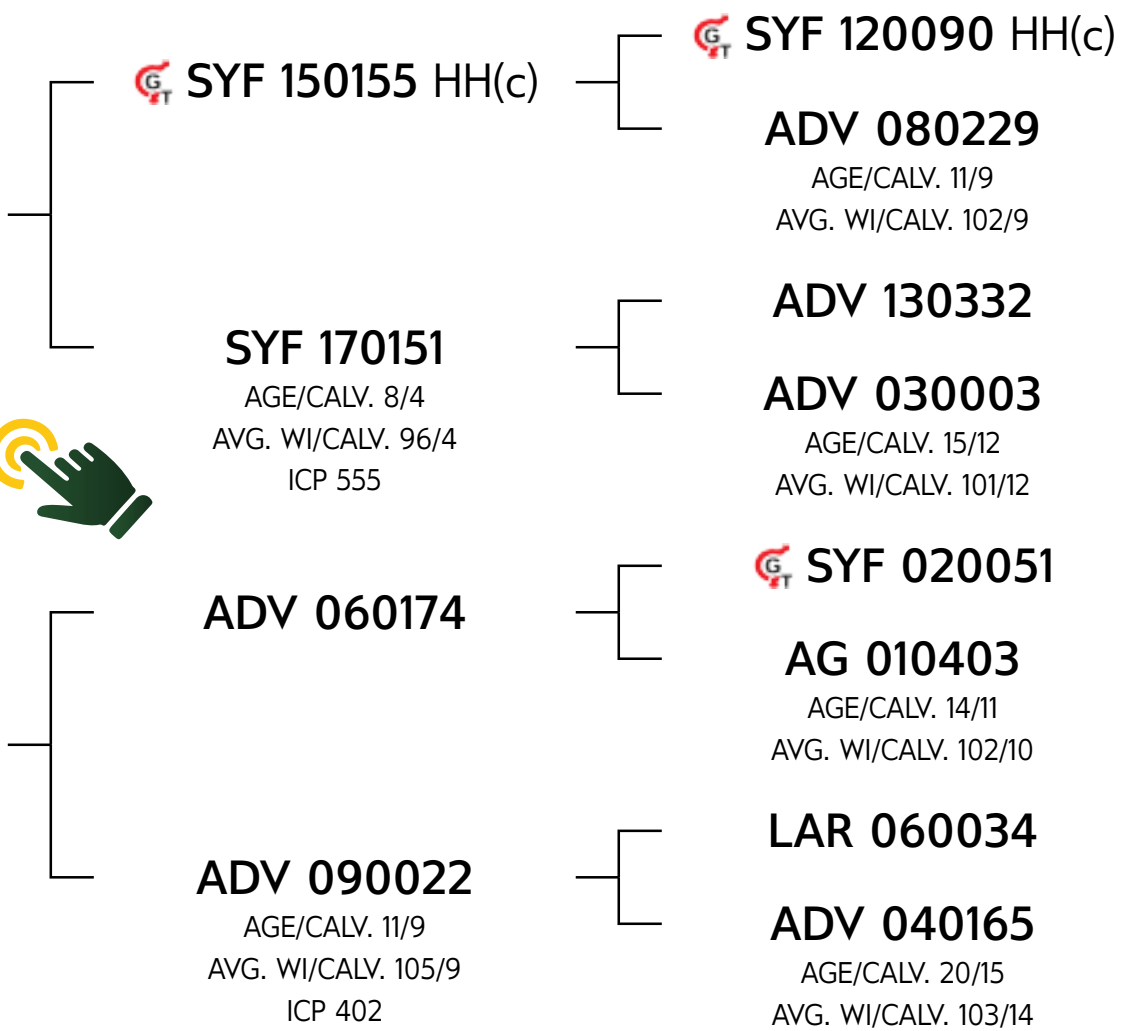 GT SYF 150155 HH(c)
GT SYF 120090 HH(c)
ADV 080229
AGE/CALV. 11/9
AVG. WI/CALV. 102/9
SYF 170151
AGE/CALV. 8/4
AVG. WI/CALV. 96/4
ICP 555
ADV 130332
ADV 030003
AGE/CALV. 15/12
AVG. WI/CALV. 101/12
ADV 060174
GT SYF 020051
AG 010403
AGE/CALV. 14/11
AVG. WI/CALV. 102/10
ADV 090022
AGE/CALV. 11/9
AVG. WI/CALV. 105/9
ICP 402
LAR 060034
ADV 040165
AGE/CALV. 20/15
AVG. WI/CALV. 103/14